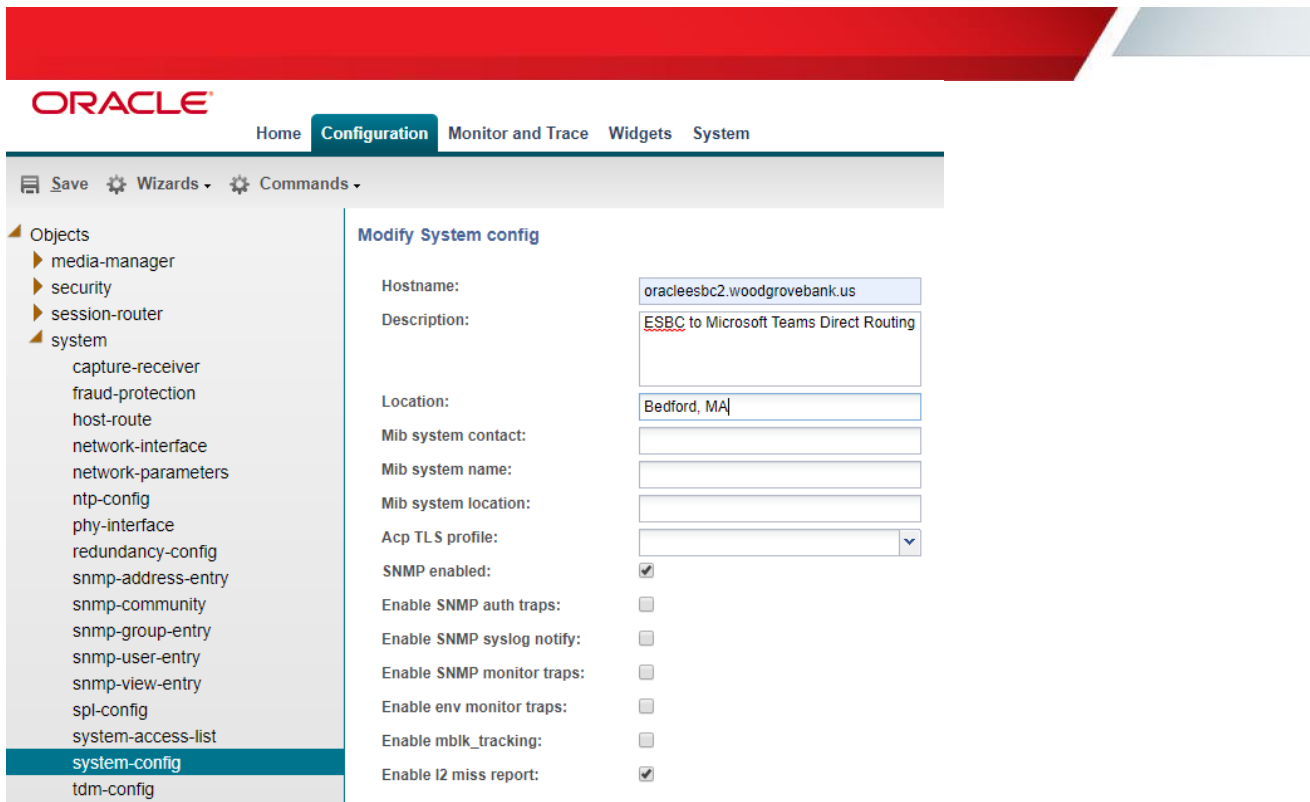 ORACLE
Home Configuration Monitor and Trace Widgets System
Save Wizards Commands
Objects
media-manager
security
session-router
system
capture-receiver
fraud-protection
host-route
network-interface
network-parameters
ntp-config
phy-interface
redundancy-config
snmp-address-entry
snmp-community
snmp-group-entry
snmp-user-entry
snmp-view-entry
spl-config
system-access-list
system-config
tdm-config
Modify System config
Hostname: oracleesbc2.woodgrovebank.us
Description: ESBC to Microsoft Teams Direct Routing
Location: Bedford, MA
Mib system contact:
Mib system name:
Mib system location:
Acp TLS profile:
SNMP enabled:
Enable SNMP auth traps:
Enable SNMP syslog notify:
Enable SNMP monitor traps:
Enable env monitor traps:
Enable mblk_tracking:
Enable l2 miss report: